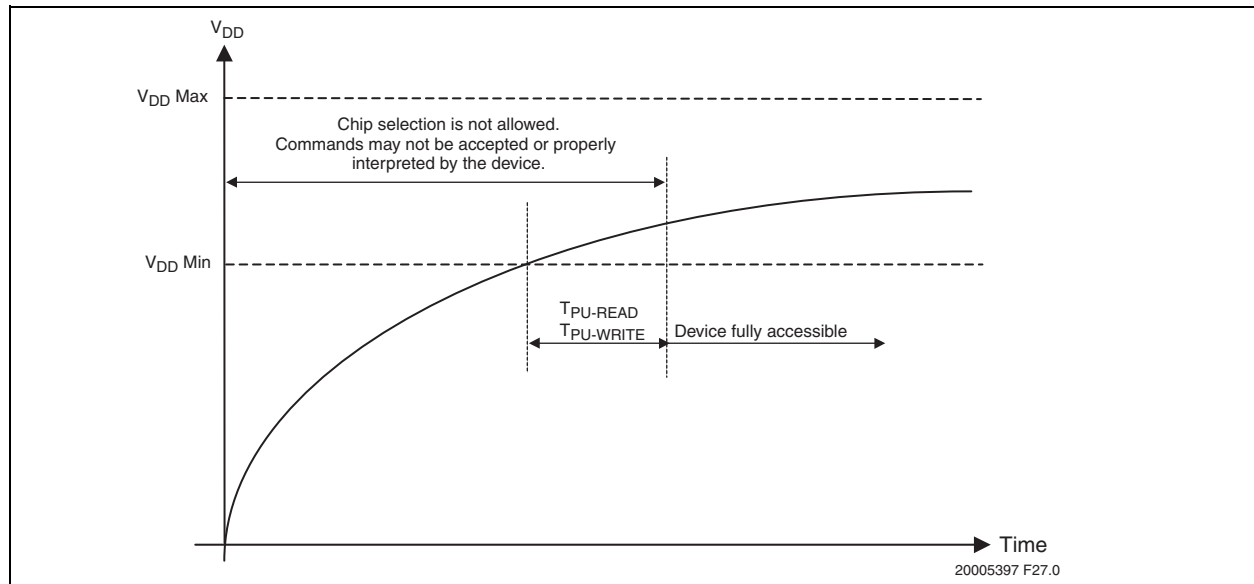 VDD
VDD Max
Chip selection is not allowed.
Commands may not be accepted or properly
interpreted by the device.
VDD Min
TPU-READ
TPU-WRITE
Device fully accessible
Time
20005397 F27.0